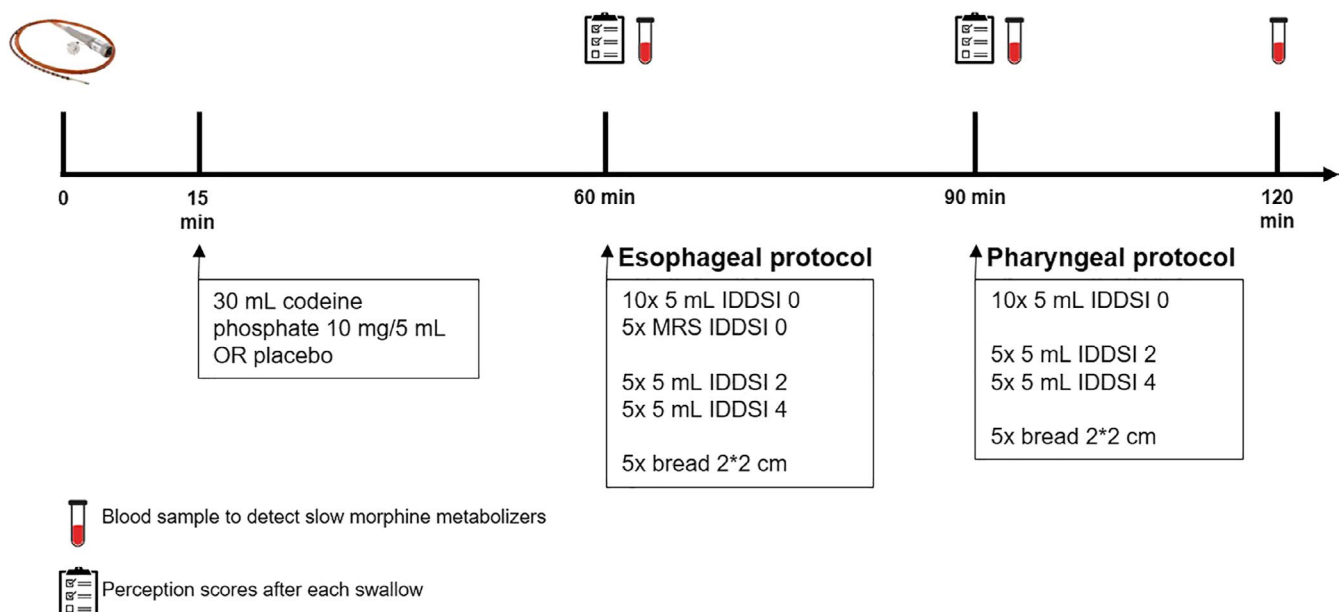 0
15
min
60 min
90 min
120
min
30 mL codeine
phosphate 10 mg/5 mL
OR placebo
Esophageal protocol
10x 5 mL IDDSI 0
5x MRS IDDSI 0
5x 5 mL IDDSI 2
5x 5 mL IDDSI 4
5x bread 2*2 cm
Pharyngeal protocol
10x 5 mL IDDSI 0
5x 5 mL IDDSI 2
5x 5 mL IDDSI 4
5x bread 2*2 cm
Blood sample to detect slow morphine metabolizers
Perception scores after each swallow